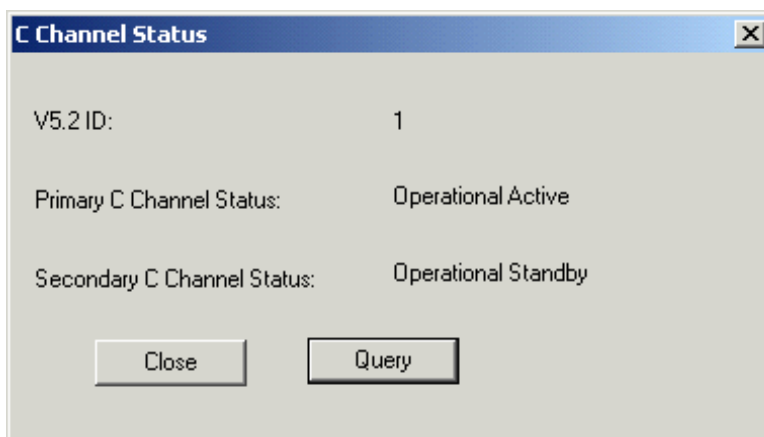 C Channel Status
V5.2 ID: 1
Primary C Channel Status: Operational Active
Secondary C Channel Status: Operational Standby
Close Query